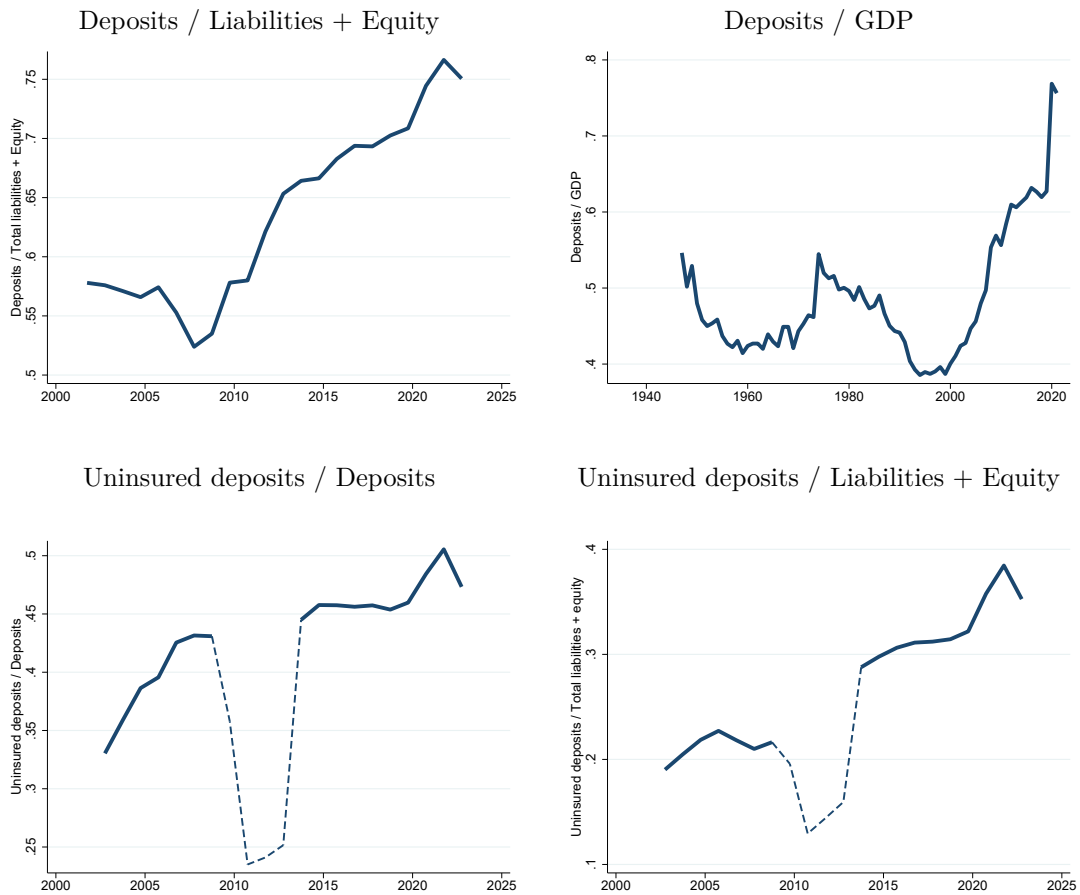 Deposits / Liabilities + Equity
Deposits / Total liabilities + Equity
.75
.7
.65
.6
.55
.5
2000 2005 2010 2015 2020 2025
Deposits / GDP
Deposits / GDP
.8
.7
.6
.5
.4
1940 1960 1980 2000 2020
Uninsured deposits / Deposits
Uninsured deposits / Deposits
.5
.45
.4
.35
.3
.25
2000 2005 2010 2015 2020 2025
Uninsured deposits / Liabilities + Equity
Uninsured deposits / Total liabilities + equity
.4
.3
.2
.1
2000 2005 2010 2015 2020 2025